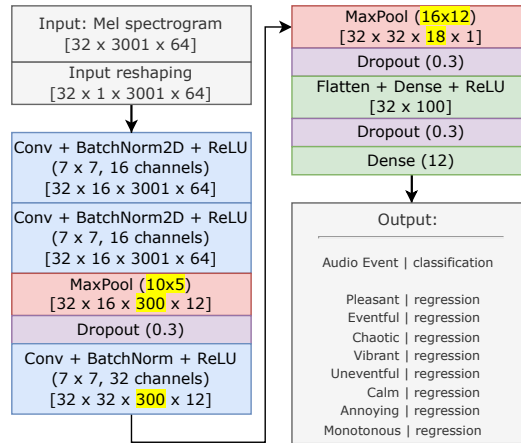 Input: Mel spectrogram
[32 x 3001 x 64]
Input reshaping
[32 x 1 x 3001 x 64]
Conv + BatchNorm2D + ReLU
(7 x 7, 16 channels)
[32 x 16 x 3001 x 64]
Conv + BatchNorm2D + ReLU
(7 x 7, 16 channels)
[32 x 16 x 3001 x 64]
MaxPool (10x5)
[32 x 16 x 300 x 12]
Dropout (0.3)
Conv + BatchNorm + ReLU
(7 x 7, 32 channels)
[32 x 32 x 300 x 12]
MaxPool (16x12)
[32 x 32 x 18 x 1]
Dropout (0.3)
Flatten + Dense + ReLU
[32 x 100]
Dropout (0.3)
Dense (12)
Output:
Audio Event | classification
Pleasant | regression
Eventful | regression
Chaotic | regression
Vibrant | regression
Uneventful | regression
Calm | regression
Annoying | regression
Monotonous | regression